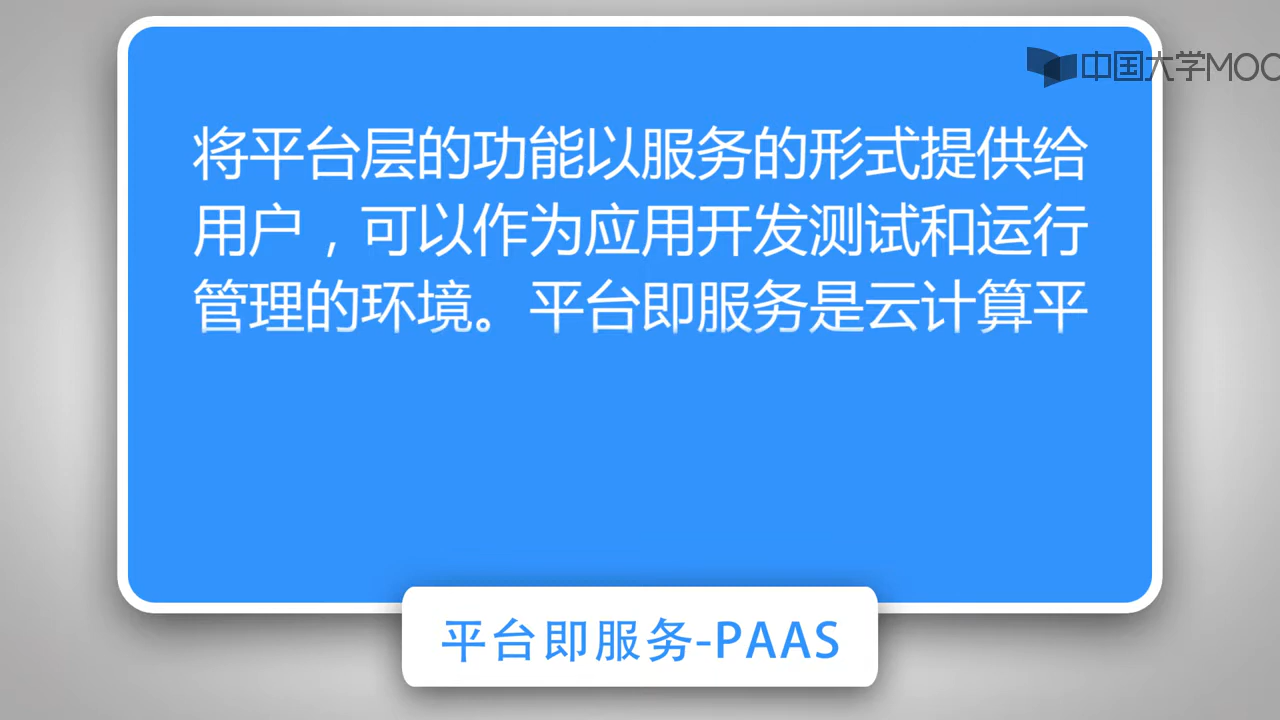 中国大学MOO
将平台层的功能以服务的形式提供给
用户，可以作为应用开发测试和运行
管理的环境。平台即服务是云计算平
平台即服务-PAAS